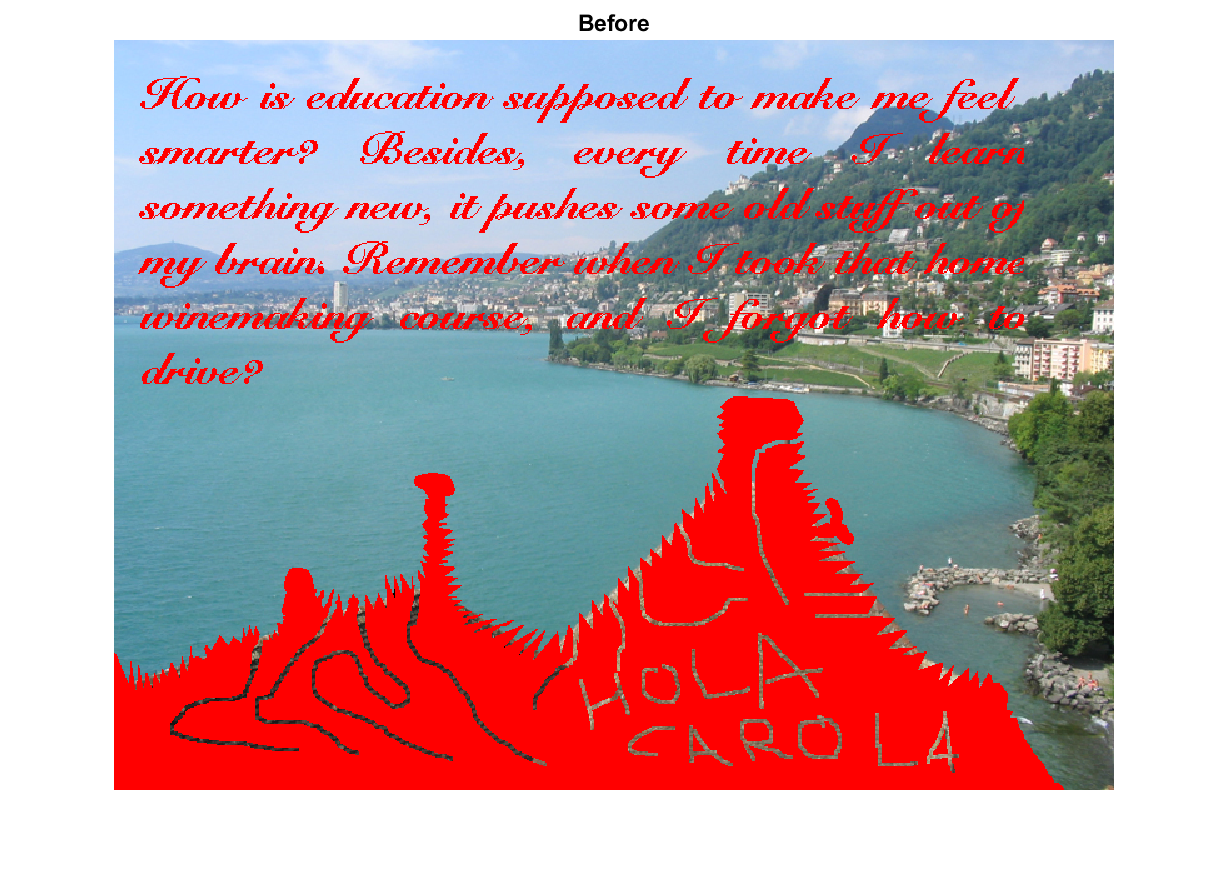 Before
How is education supposed to make me feel
smarter? Besides, every time I learn
something new, it pushes some old stuff out of
my brain. Remember when I took that home
winemaking course, and I forgot how to
drive?
HOLA
CAROLA